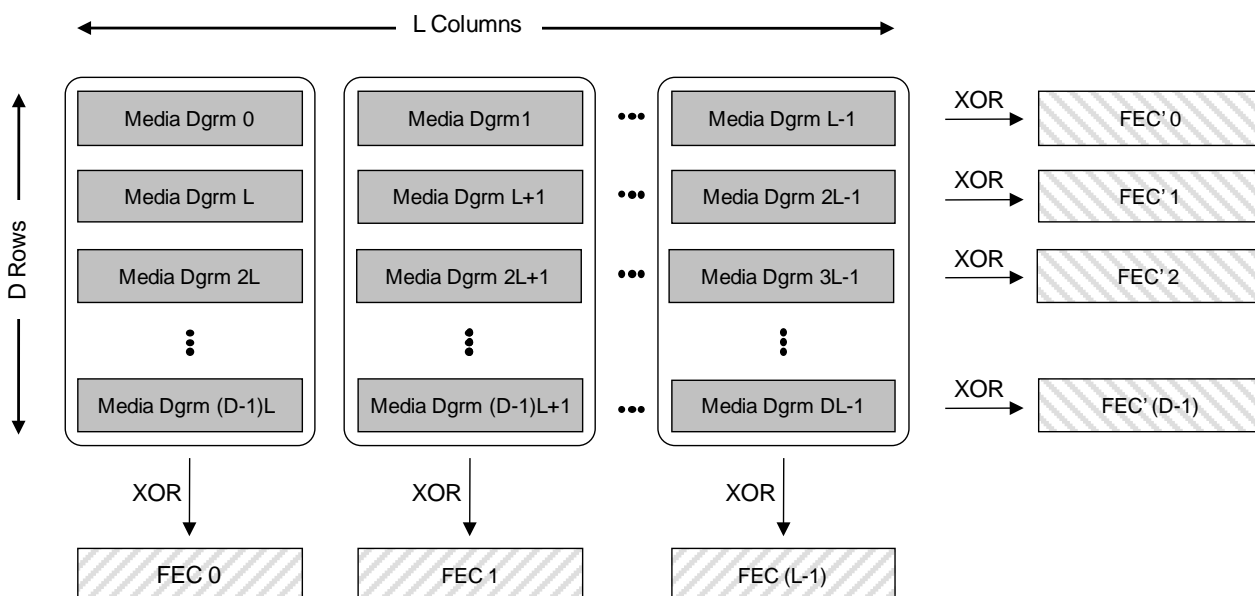 L Columns
D Rows
Media Dgrm 0
Media Dgrm1
Media Dgrm L-1
XOR
FEC' 0
Media Dgrm L
Media Dgrm L+1
Media Dgrm 2L-1
XOR
FEC' 1
Media Dgrm 2L
Media Dgrm 2L+1
Media Dgrm 3L-1
XOR
FEC' 2
Media Dgrm (D-1)L
Media Dgrm (D-1)L+1
Media Dgrm DL-1
XOR
FEC' (D-1)
XOR
XOR
XOR
FEC 0
FEC 1
FEC (L-1)